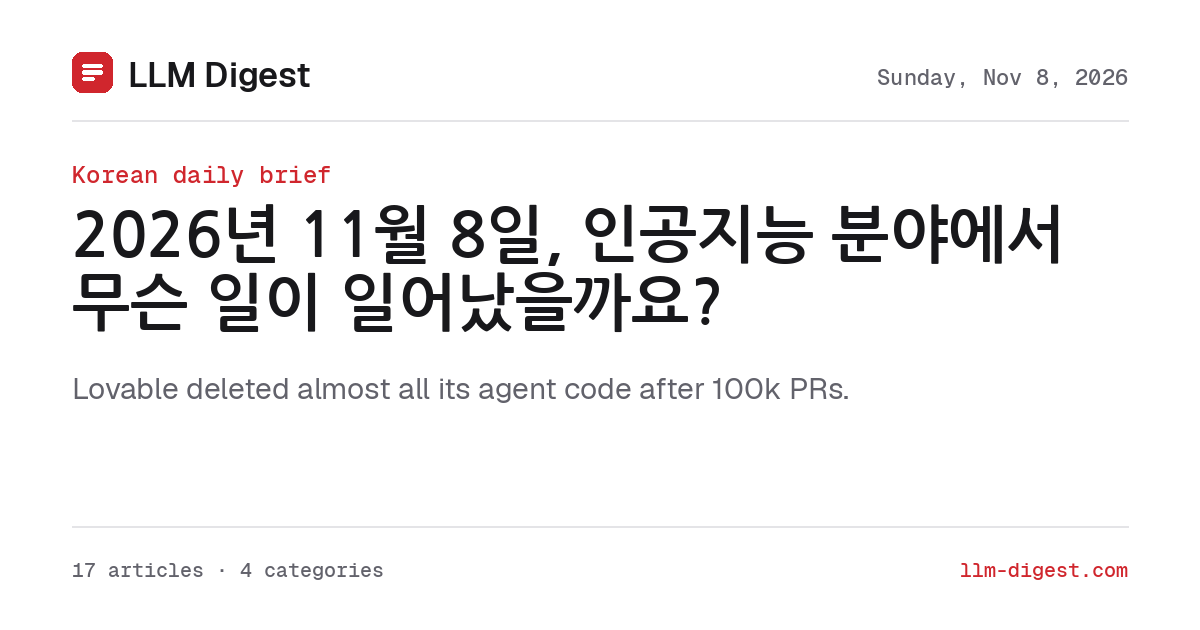 LLM Digest
Sunday, Nov 8, 2026
Korean daily brief
2026년 11월 8일, 인공지능 분야에서
무슨 일이 일어났을까요?
Lovable deleted almost all its agent code after 100k PRs.
17 articles · 4 categories
llm-digest.com